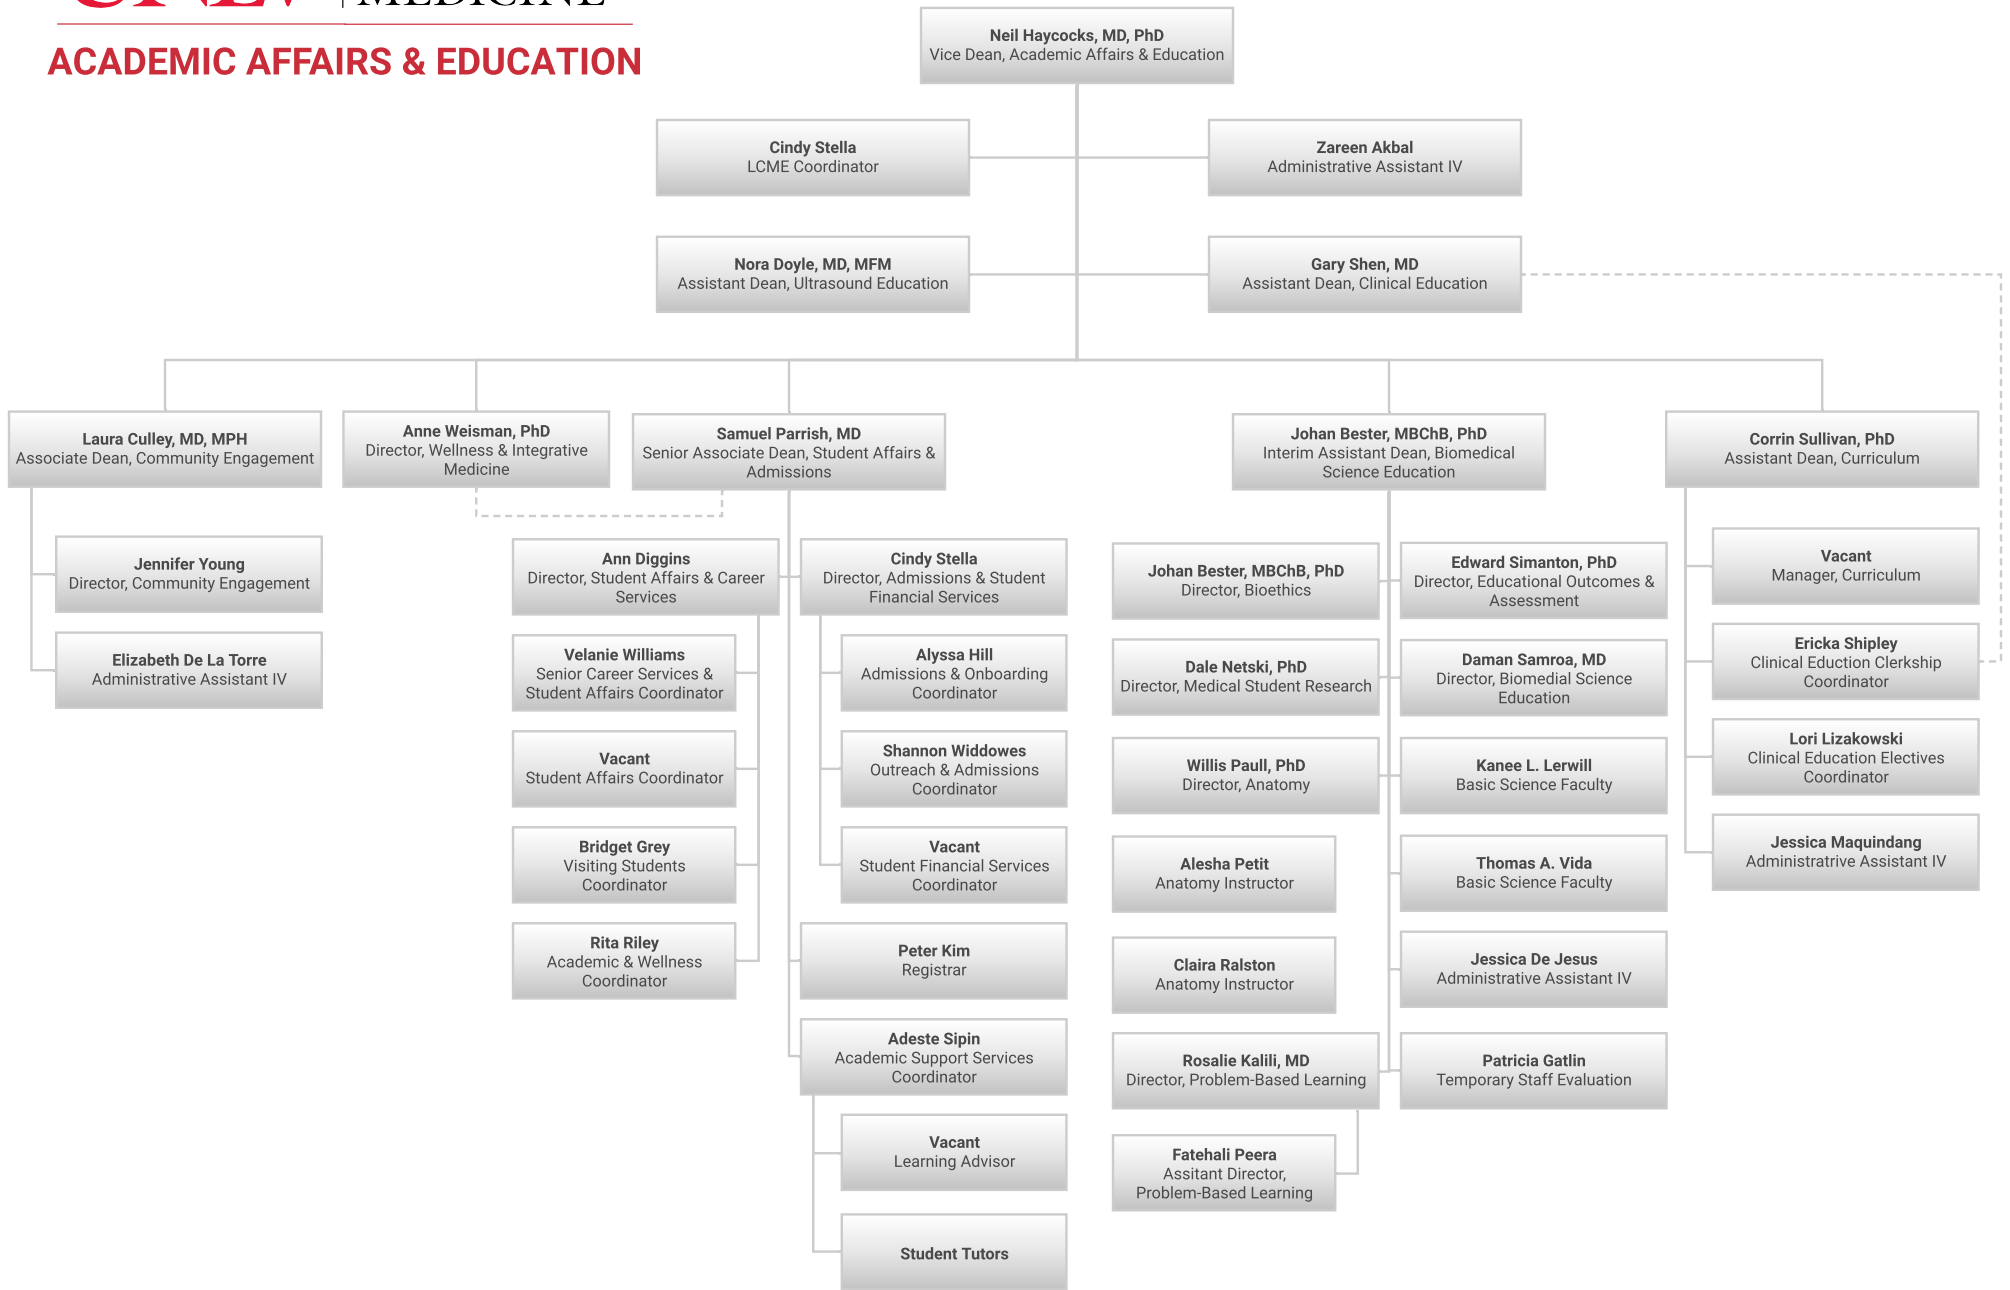 ACADEMIC AFFAIRS & EDUCATION
Neil Haycocks, MD, PhD
Vice Dean, Academic Affairs & Education
Cindy Stella
LCME Coordinator
Zareen Akbal
Administrative Assistant IV
Nora Doyle, MD, MFM
Assistant Dean, Ultrasound Education
Gary Shen, MD
Assistant Dean, Clinical Education
Laura Culley, MD, MPH
Associate Dean, Community Engagement
Anne Weisman, PhD
Director, Wellness & Integrative
Medicine
Samuel Parrish, MD
Senior Associate Dean, Student Affairs &
Admissions
Johan Bester, MBChB, PhD
Interim Assistant Dean, Biomedical
Science Education
Corrin Sullivan, PhD
Assistant Dean, Curriculum
Jennifer Young
Director, Community Engagement
Elizabeth De La Torre
Administrative Assistant IV
Ann Diggins
Director, Student Affairs & Career
Services
Velanie Williams
Senior Career Services &
Student Affairs Coordinator
Vacant
Student Affairs Coordinator
Bridget Grey
Visiting Students
Coordinator
Rita Riley
Academic & Wellness
Coordinator
Cindy Stella
Director, Admissions & Student
Financial Services
Alyssa Hill
Admissions & Onboarding
Coordinator
Shannon Widdowes
Outreach & Admissions
Coordinator
Vacant
Student Financial Services
Coordinator
Peter Kim
Registrar
Adeste Sipin
Academic Support Services
Coordinator
Vacant
Learning Advisor
Student Tutors
Johan Bester, MBChB, PhD
Director, Bioethics
Dale Netski, PhD
Director, Medical Student Research
Willis Paull, PhD
Director, Anatomy
Alesha Petit
Anatomy Instructor
Claira Ralston
Anatomy Instructor
Rosalie Kalili, MD
Director, Problem-Based Learning
Fatehali Peera
Assitant Director,
Problem-Based Learning
Edward Simanton, PhD
Director, Educational Outcomes &
Assessment
Daman Samroa, MD
Director, Biomedial Science
Education
Kanee L. Lerwill
Basic Science Faculty
Thomas A. Vida
Basic Science Faculty
Jessica De Jesus
Administrative Assistant IV
Patricia Gatlin
Temporary Staff Evaluation
Vacant
Manager, Curriculum
Ericka Shipley
Clinical Eduction Clerkship
Coordinator
Lori Lizakowski
Clinical Education Electives
Coordinator
Jessica Maquindang
Administratrive Assistant IV